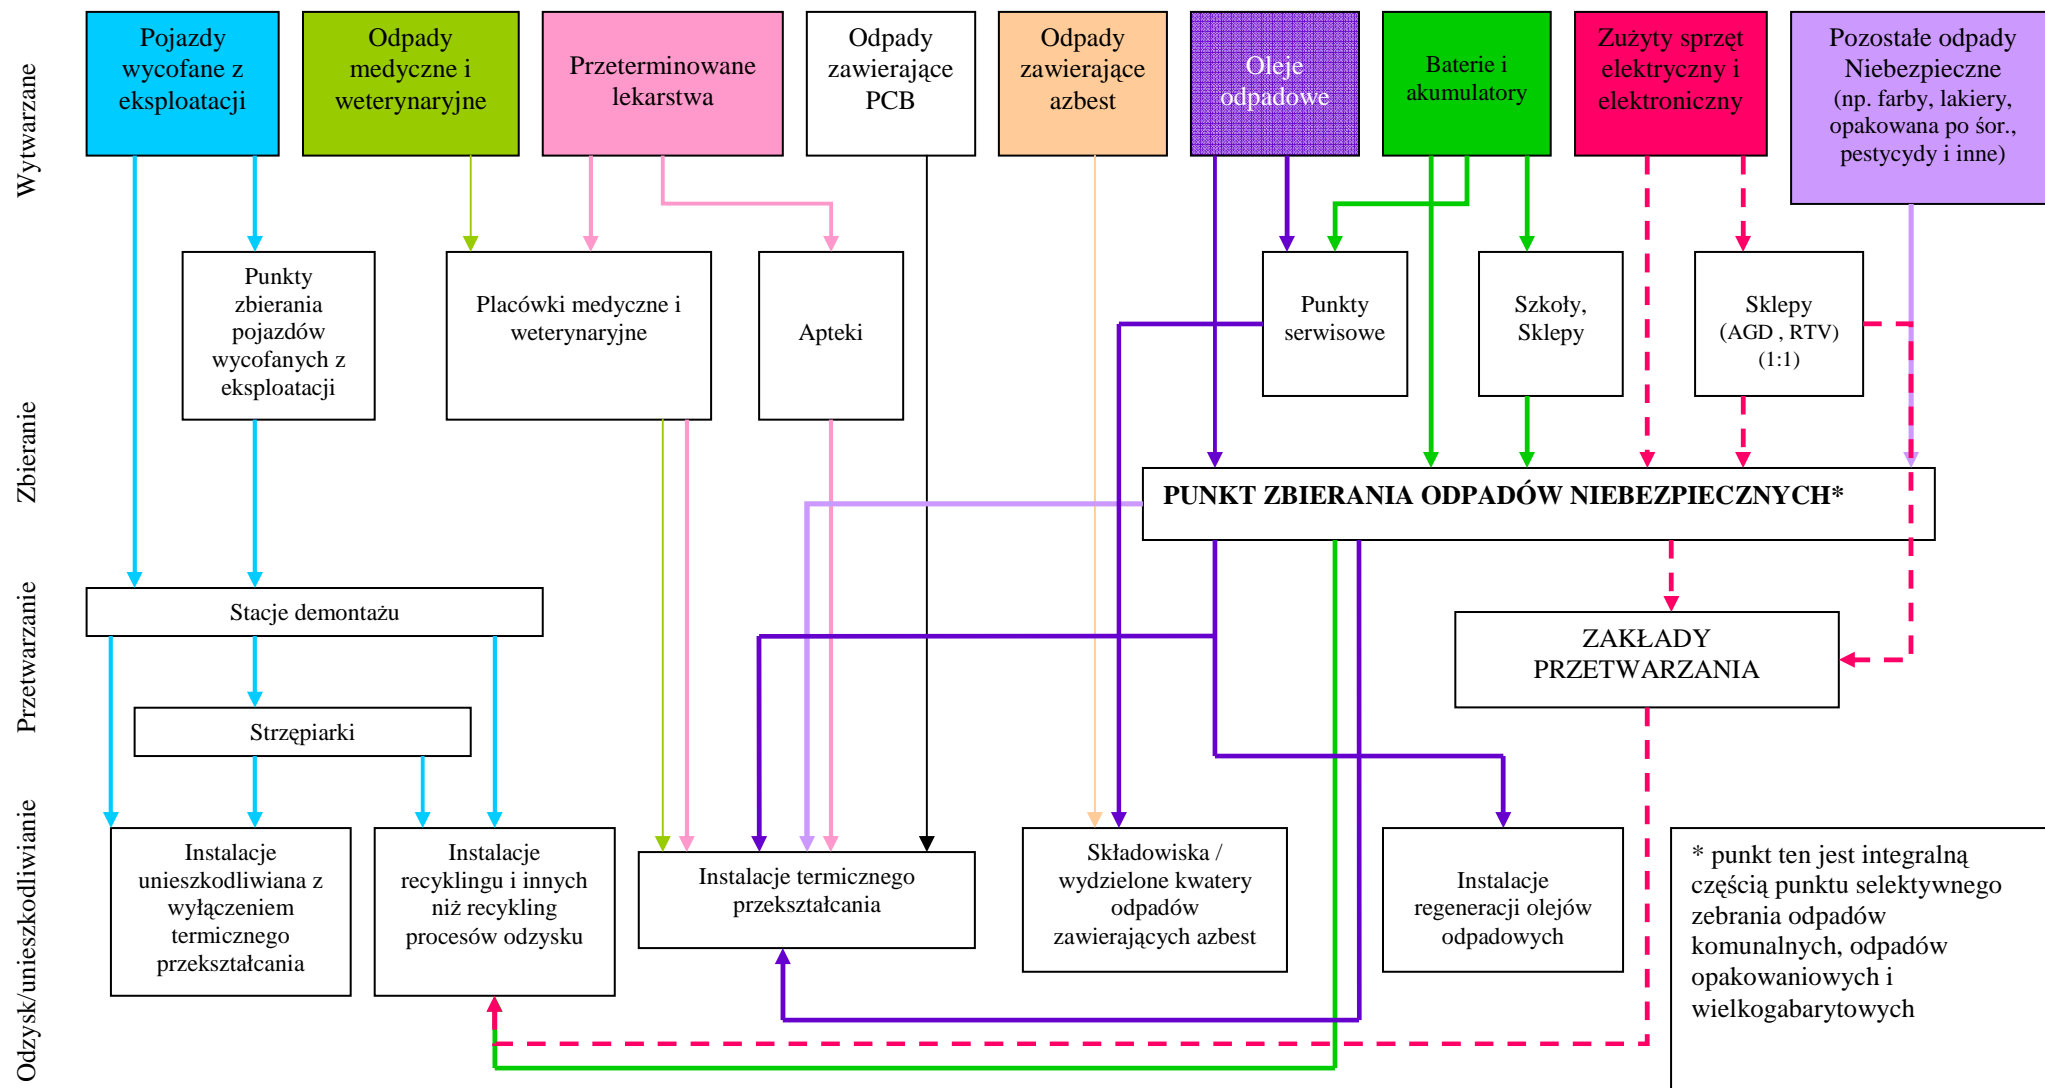 Wytwarzane
Pojazdy
wycofane z
eksploatacji
Odpady
medyczne i
weterynaryjne
Przeterminowane
lekarstwa
Odpady
zawierające
PCB
Odpady
zawierające
azbest
Oleje
odpadowe
Baterie i
akumulatory
Zużyty sprzęt
elektryczny i
elektroniczny
Pozostałe odpady
Niebezpieczne
(np. farby, lakiery,
opakowana po śor.,
pestycydy i inne)
Zbieranie
Punkty
zbierania
pojazdów
wycofanych z
eksploatacji
Placówki medyczne i
weterynaryjne
Apteki
Punkty
serwisowe
Szkoły,
Sklepy
Sklepy
(AGD , RTV)
(1:1)
PUNKT ZBIERANIA ODPADÓW NIEBEZPIECZNYCH*
Przetwarzanie
Stacje demontażu
Strzępiarki
ZAKŁADY
PRZETWARZANIA
Odzysk/unieszkodliwianie
Instalacje
unieszkodliwiana z
wyłączeniem
termicznego
przekształcania
Instalacje
recyklingu i innych
niż recykling
procesów odzysku
Instalacje termicznego
przekształcania
Składowiska /
wydzielone kwatery
odpadów
zawierających azbest
Instalacje
regeneracji olejów
odpadowych
* punkt ten jest integralną
częścią punktu selektywnego
zebrania odpadów
komunalnych, odpadów
opakowaniowych i
wielkogabarytowych